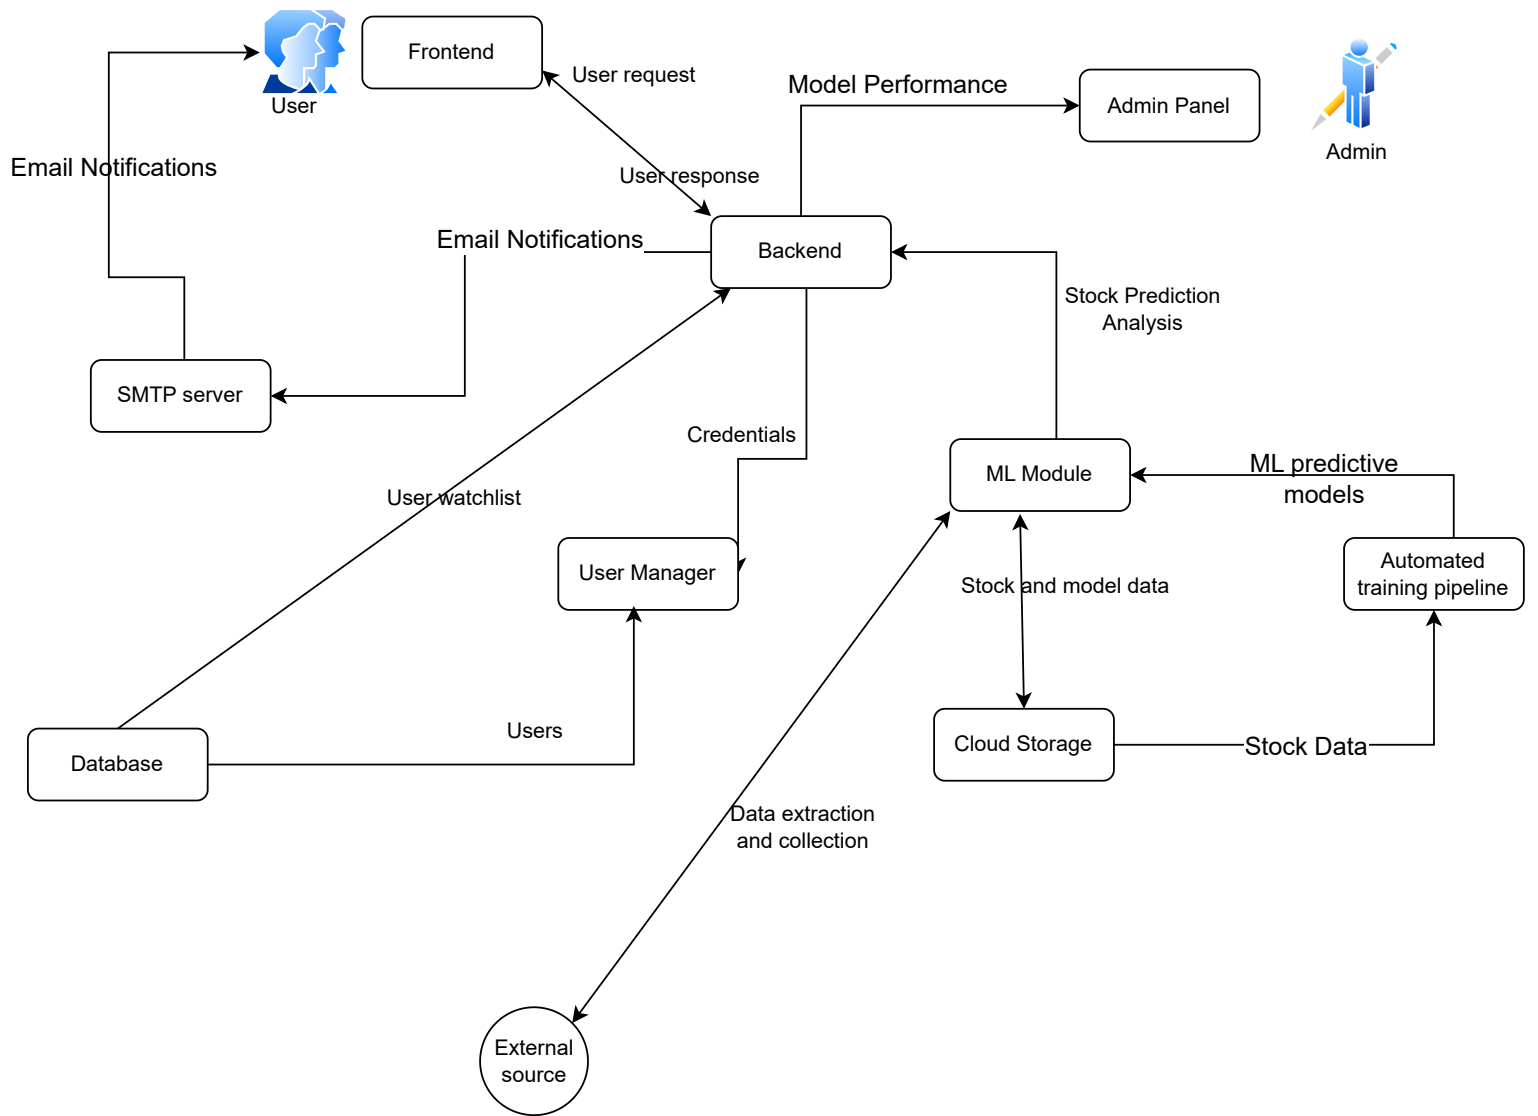 Frontend
User request
User
Model Performance
Admin Panel
Admin
Email Notifications
User response
Email Notifications
Backend
Stock Prediction
Analysis
SMTP server
Credentials
ML Module
ML predictive
models
User watchlist
User Manager
Automated
training pipeline
Stock and model data
Users
Database
Cloud Storage
Stock Data
Data extraction
and collection
External
source